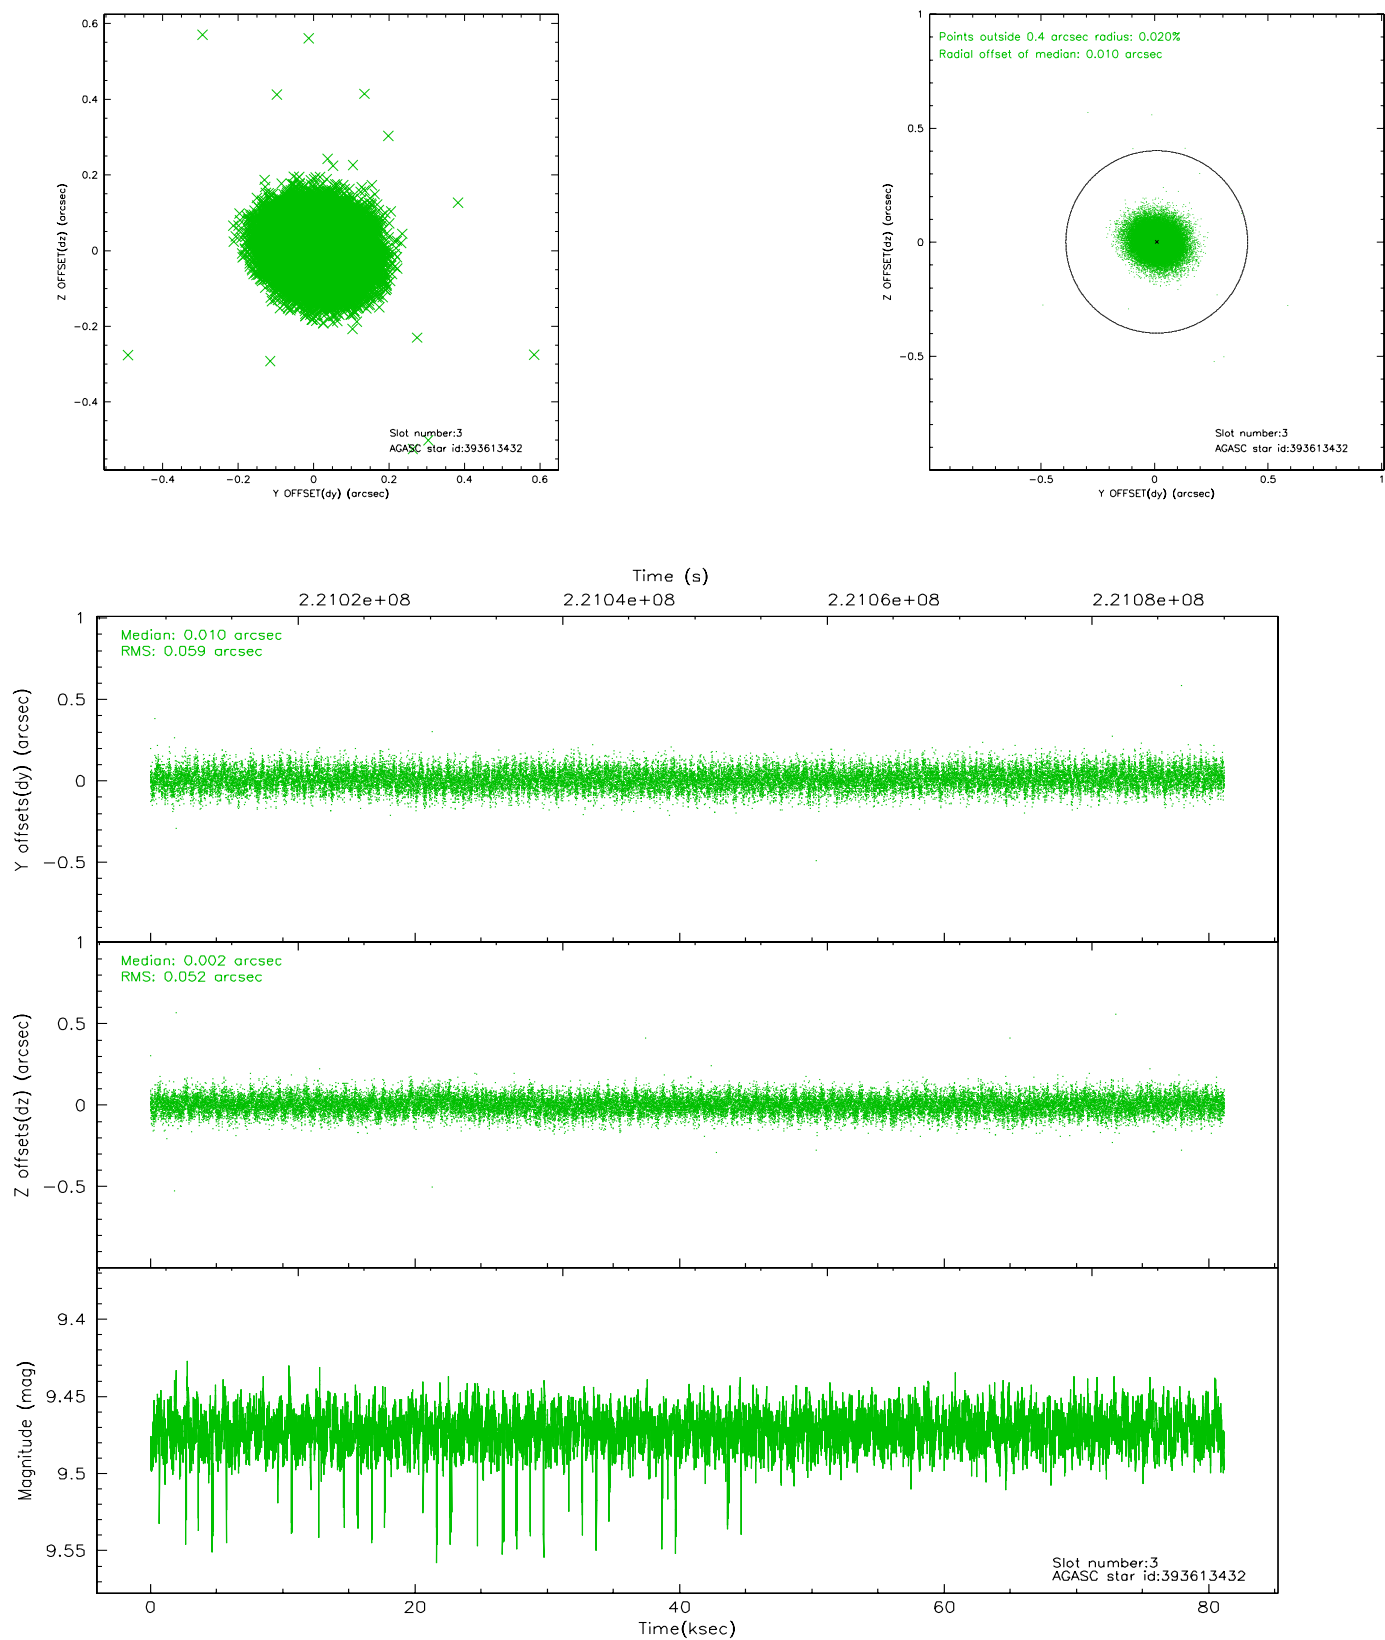 0.6
0.4
0.2
0
−0.2
−0.4
−0.4
−0.2
0
0.2
0.4
0.6
Z OFFSET(dz) (arcsec)
Y OFFSET(dy) (arcsec)
Slot number:3
AGASC star id:393613432
1
0.5
0
−0.5
−0.5
0
0.5
1
Z OFFSET(dz) (arcsec)
Y OFFSET(dy) (arcsec)
Points outside 0.4 arcsec radius: 0.020%
Radial offset of median: 0.010 arcsec
Slot number:3
AGASC star id:393613432
Time (s)
2.2102e+08
2.2104e+08
2.2106e+08
2.2108e+08
1
0.5
0
−0.5
Y offsets(dy) (arcsec)
Median: 0.010 arcsec
RMS: 0.059 arcsec
1
0.5
0
−0.5
Z offsets(dz) (arcsec)
Median: 0.002 arcsec
RMS: 0.052 arcsec
9.4
9.45
9.5
9.55
Magnitude (mag)
Slot number:3
AGASC star id:393613432
0
20
40
60
80
Time(ksec)